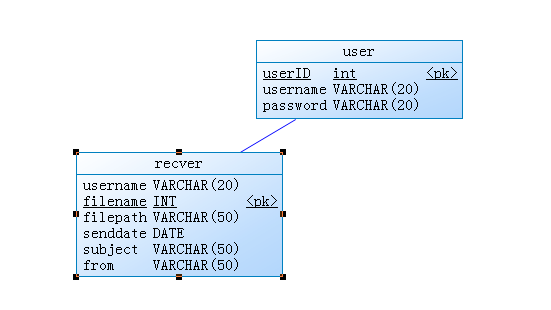 user
userID int <pk>
username VARCHAR(20)
password VARCHAR(20)
recver
username VARCHAR(20)
filename INT <pk>
filepath VARCHAR(50)
senddate DATE
subject VARCHAR(50)
from VARCHAR(50)